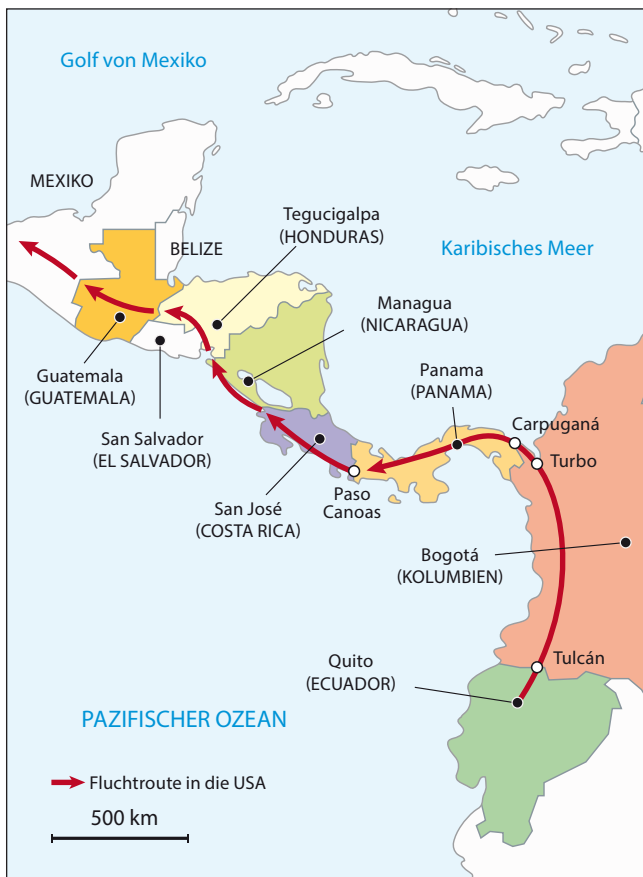 Golf von Mexiko
MEXIKO
Tegucigalpa
(HONDURAS)
BELIZE
Karibisches Meer
Managua
(NICARAGUA)
Guatemala
(GUATEMALA)
Panama
(PANAMA)
Carpuganá
San Salvador
(EL SALVADOR)
Turbo
San José
(COSTA RICA)
Paso
Canoas
Bogotá
(KOLUMBIEN)
Tulcán
Quito
(ECUADOR)
PAZIFISCHER OZEAN
Fluchtroute in die USA
500 km